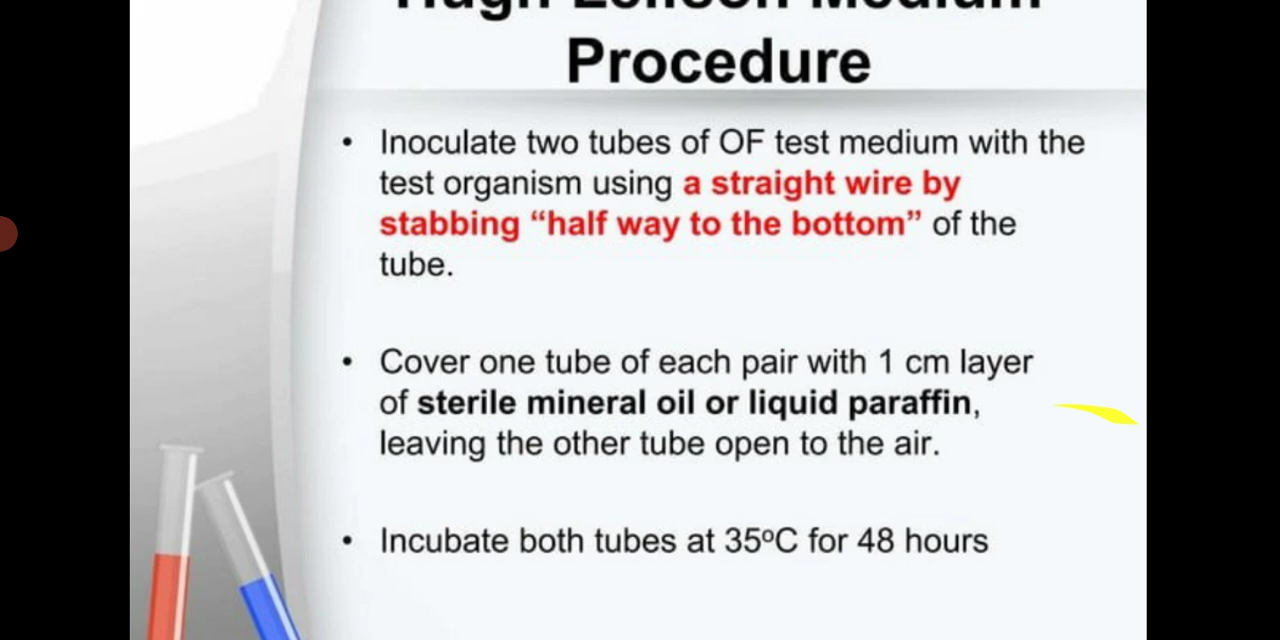 Procedure
• Inoculate two tubes of OF test medium with the
test organism using a straight wire by
stabbing “half way to the bottom” of the
tube.
• Cover one tube of each pair with 1 cm layer
of sterile mineral oil or liquid paraffin,
leaving the other tube open to the air.
• Incubate both tubes at 35ºC for 48 hours